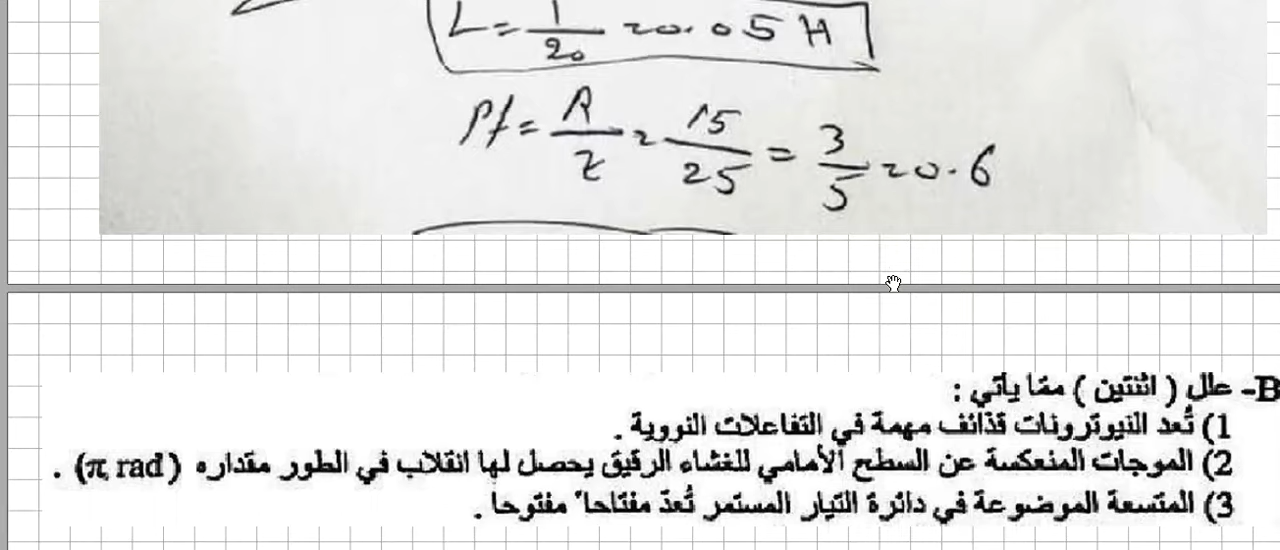 L = 1/20 = 0.05 H
Pf = R/Z = 15/25 = 3/5 = 0.6
B- علل ( اثنتين ) ممّا يأتي :
1) تُعد النيوترونات قذائف مهمة في التفاعلات النووية .
2) الموجات المنعكسة عن السطح الأمامي للغشاء الرقيق يحصل لها انقلاب في الطور مقداره (π rad) .
3) المتسعة الموضوعة في دائرة التيار المستمر تُعدّ مفتاحاً مفتوحا .